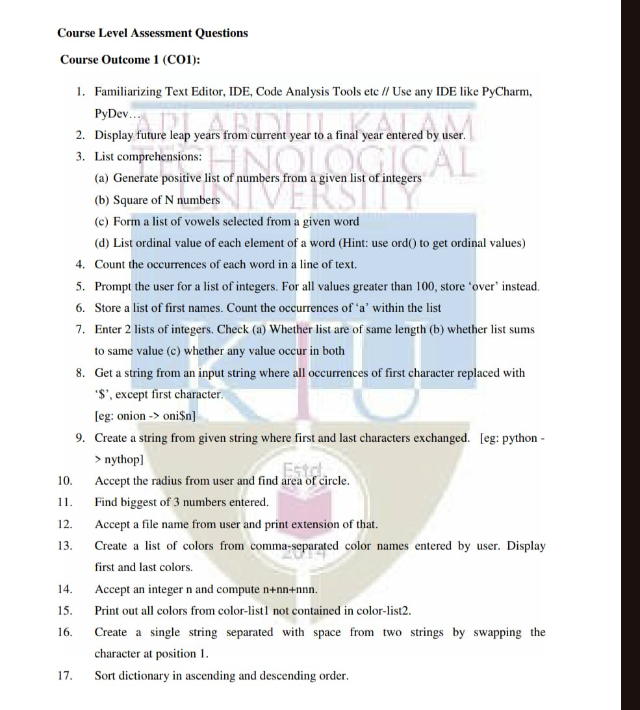 Course Level Assessment Questions
Course Outcome 1 (CO1):
1. Familiarizing Text Editor, IDE, Code Analysis Tools etc // Use any IDE like PyCharm,
PyDev…
2. Display future leap years from current year to a final year entered by user.
3. List comprehensions:
(a) Generate positive list of numbers from a given list of integers
(b) Square of N numbers
(c) Form a list of vowels selected from a given word
(d) List ordinal value of each element of a word (Hint: use ord() to get ordinal values)
4. Count the occurrences of each word in a line of text.
5. Prompt the user for a list of integers. For all values greater than 100, store ‘over’ instead.
6. Store a list of first names. Count the occurrences of ‘a’ within the list
7. Enter 2 lists of integers. Check (a) Whether list are of same length (b) whether list sums
to same value (c) whether any value occur in both
8. Get a string from an input string where all occurrences of first character replaced with
‘$’, except first character.
[eg: onion -> oni$n]
9. Create a string from given string where first and last characters exchanged. [eg: python -
> nythop]
10. Accept the radius from user and find area of circle.
11. Find biggest of 3 numbers entered.
12. Accept a file name from user and print extension of that.
13. Create a list of colors from comma-separated color names entered by user. Display
first and last colors.
14. Accept an integer n and compute n+nn+nnn.
15. Print out all colors from color-list1 not contained in color-list2.
16. Create a single string separated with space from two strings by swapping the
character at position 1.
17. Sort dictionary in ascending and descending order.
API ABDUL KALAM
TECHNOLOGICAL
UNIVERSITY
KTU
Estd.
2014